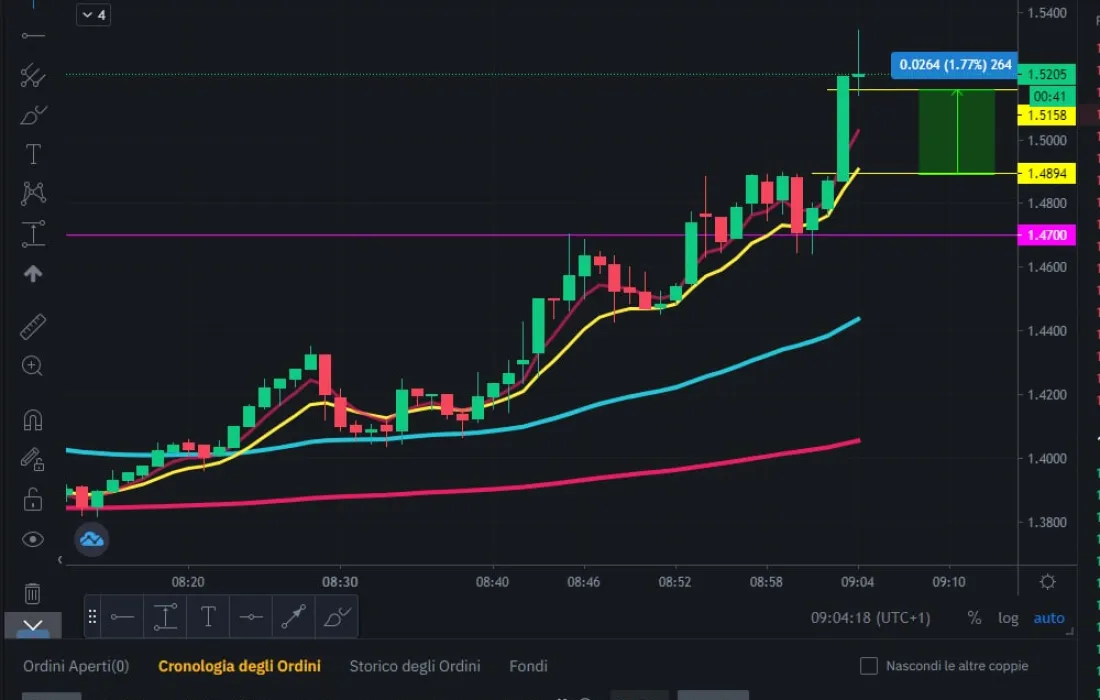 4
1.5400
0.0264 (1.77%) 264
1.5205
00:41
1.5158
1.5000
1.4894
1.4800
1.4700
1.4600
1.4400
1.4200
1.4000
1.3800
08:20 08:30 08:40 08:46 08:52 08:58 09:04 09:10
T
09:04:18 (UTC+1) % log auto
Ordini Aperti(0) Cronologia degli Ordini Storico degli Ordini Fondi Nascondi le altre coppie